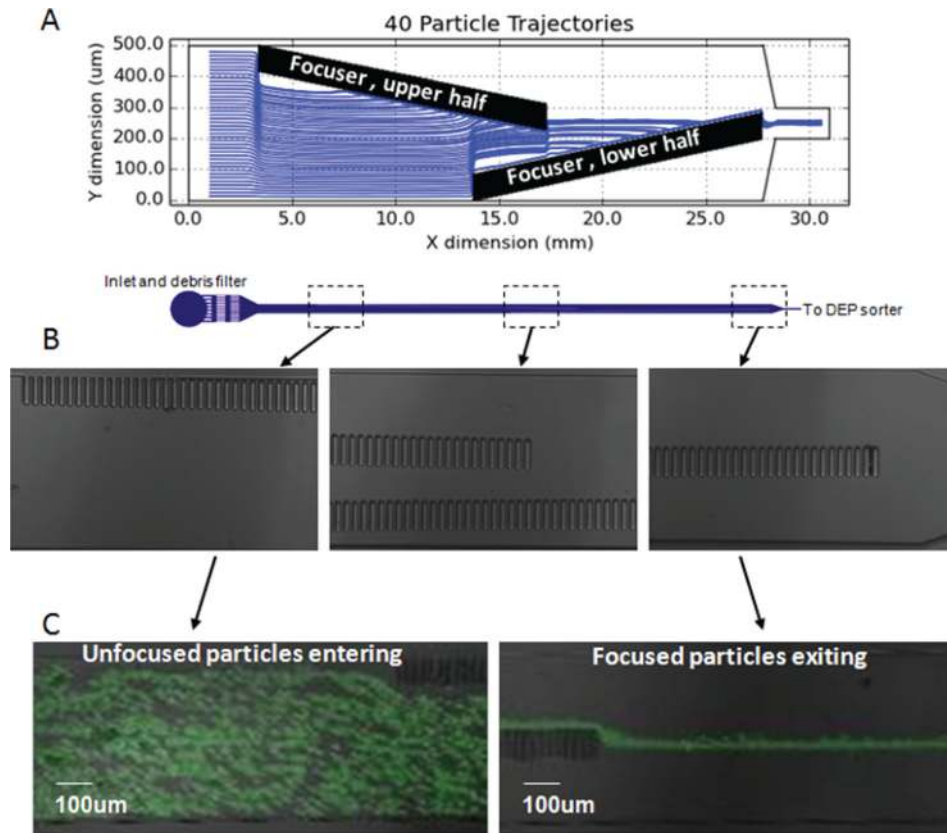 A
40 Particle Trajectories
Y dimension (um)
500.0
400.0
300.0
200.0
100.0
0.0
Focuser , upper half
Focuser , lower half
0.0 5.0 10.0 15.0 20.0 25.0 30.0
X dimension (mm)
Inlet and debris filter
To DEP sorter
B
C
Unfocused particles entering
100um
Focused particles exiting
100um